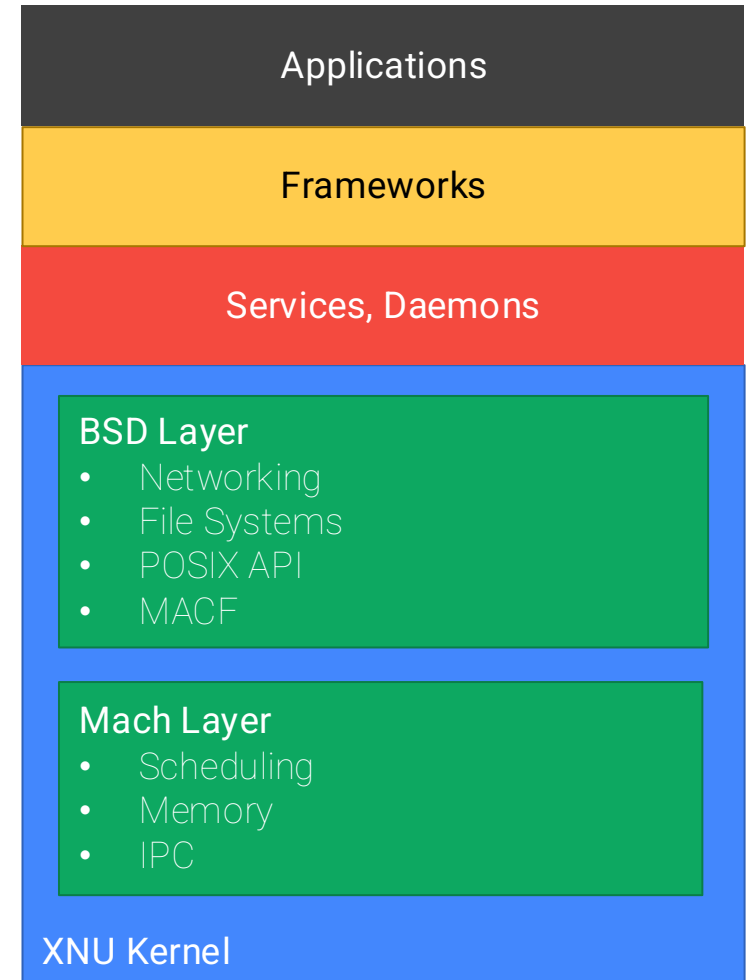 Applications
Frameworks
Services, Daemons
BSD Layer
• Networking
• File Systems
• POSIX API
• MACF
Mach Layer
• Scheduling
• Memory
• IPC
XNU Kernel